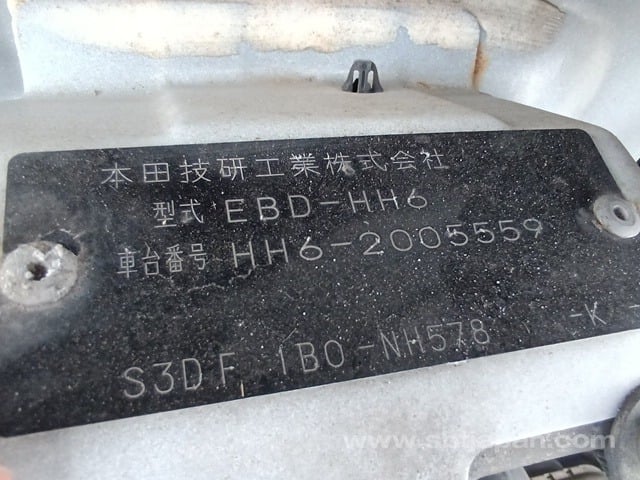 本田技研工業株式会社
型式 EBD-HH6
車台番号 HH6-2005559
S3DF 1B0-NH578 -K
www.sbtjapan.com